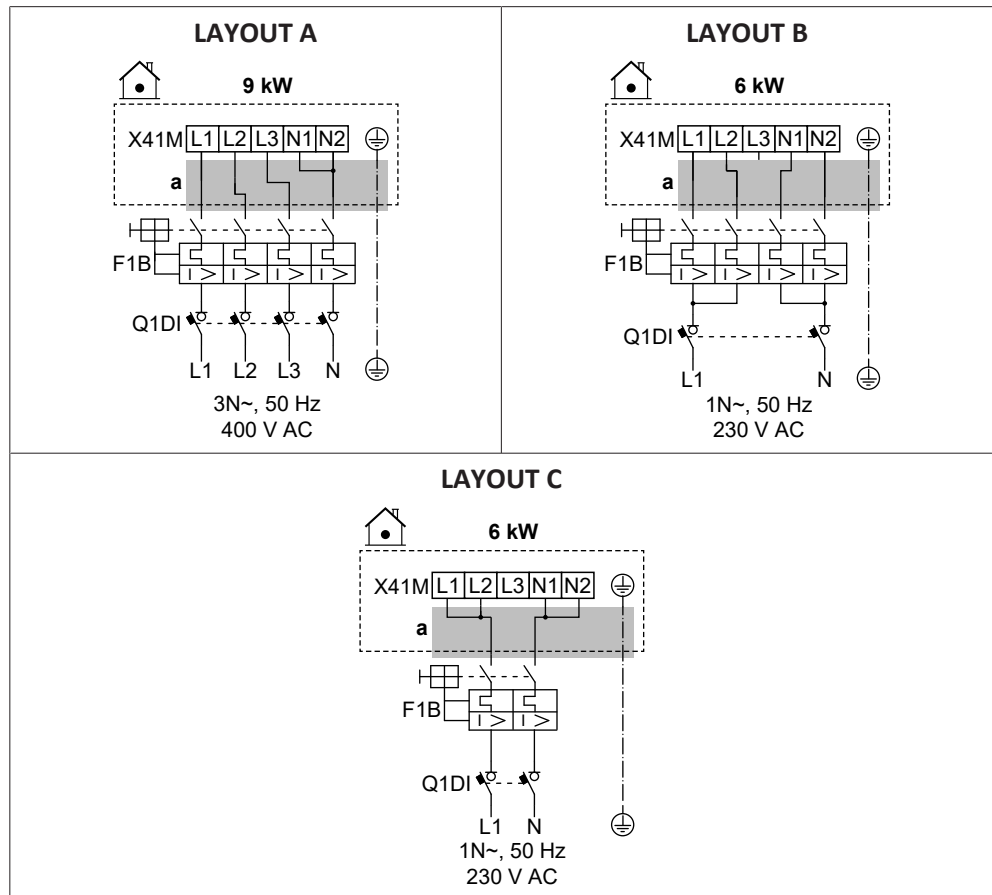 LAYOUT A
9 kW
X41M L1 L2 L3 N1 N2
a
F1B
I > I > I > I >
Q1DI
L1 L2 L3 N
3N~, 50 Hz
400 V AC
LAYOUT B
6 kW
X41M L1 L2 L3 N1 N2
a
F1B
I > I > I > I >
Q1DI
L1 N
1N~, 50 Hz
230 V AC
LAYOUT C
6 kW
X41M L1 L2 L3 N1 N2
a
F1B
I > I >
Q1DI
L1 N
1N~, 50 Hz
230 V AC